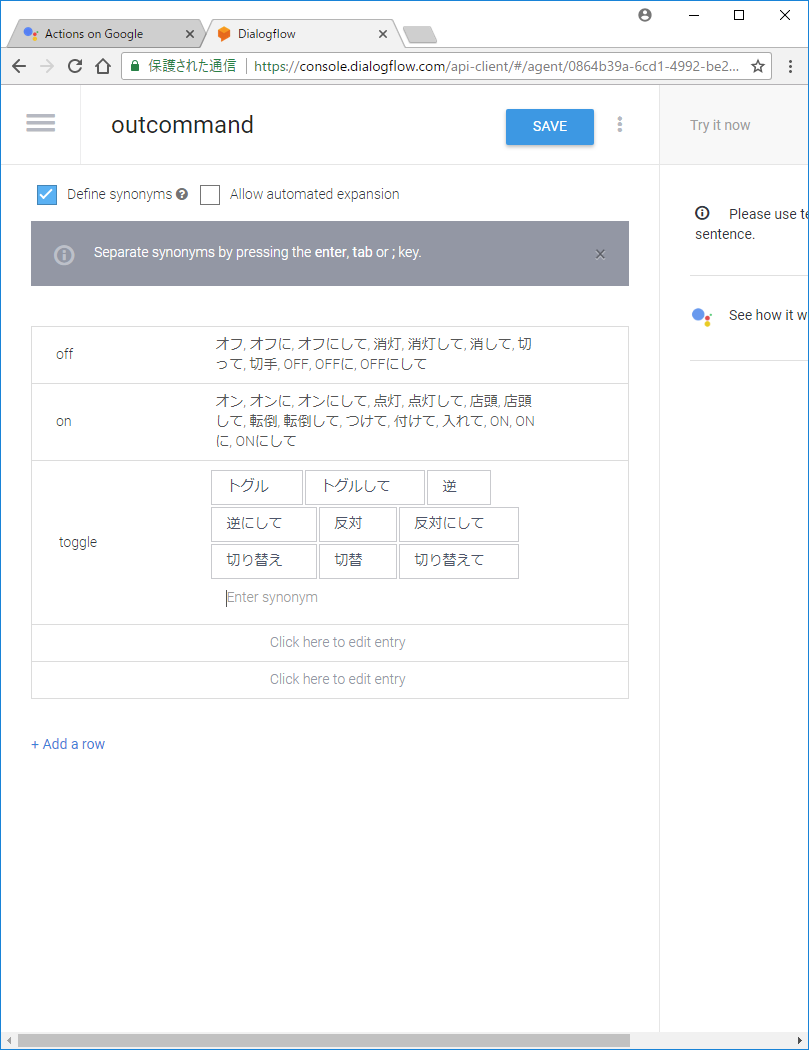 Actions on Google
Dialogflow
保護された通信
https://console.dialogflow.com/api-client/#/agent/0864b39a-6cd1-4992-be2...
outcommand
SAVE
Try it now
Define synonyms
Allow automated expansion
Please use te
sentence.
Separate synonyms by pressing the enter, tab or ; key.
See how it w
off
オフ, オフに, オフにして, 消灯, 消灯して, 消して, 切
って, 切手, OFF, OFFに, OFFにして
on
オン, オンに, オンにして, 点灯, 点灯して, 店頭, 店頭
して, 転倒, 転倒して, つけて, 付けて, 入れて, ON, ON
に, ONにして
toggle
トグル トグルして 逆
逆にして 反対 反対にして
切り替え 切替 切り替えて
Enter synonym
Click here to edit entry
Click here to edit entry
+ Add a row